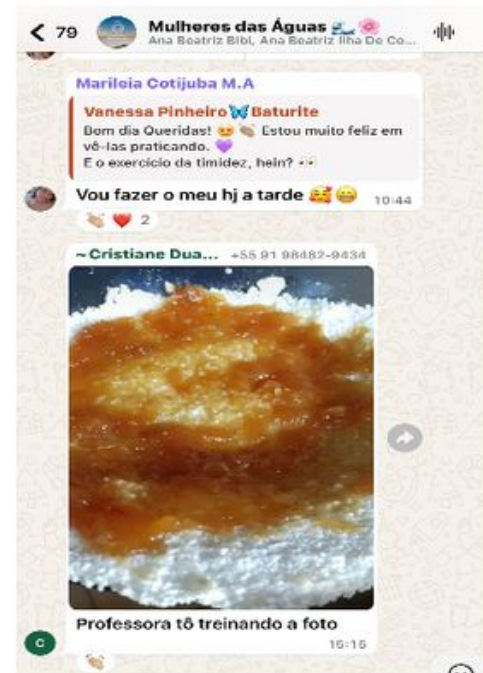 79
Mulheres das Águas
Ana Beatriz Bibi, Ana Beatriz Ilha De Co...
Marileia Cotijuba M.A
Vanessa Pinheiro🦋Baturite
Bom dia Queridas! 👏🏼 Estou muito feliz em
vê-las praticando. 💜
E o exercício da timidez, hein? 👀
Vou fazer o meu hj a tarde 🥰😁 10:44
👏🏼❤️ 2
~Cristiane Dua... +55 91 98482-9434
Professora tô treinando a foto
15:15
C